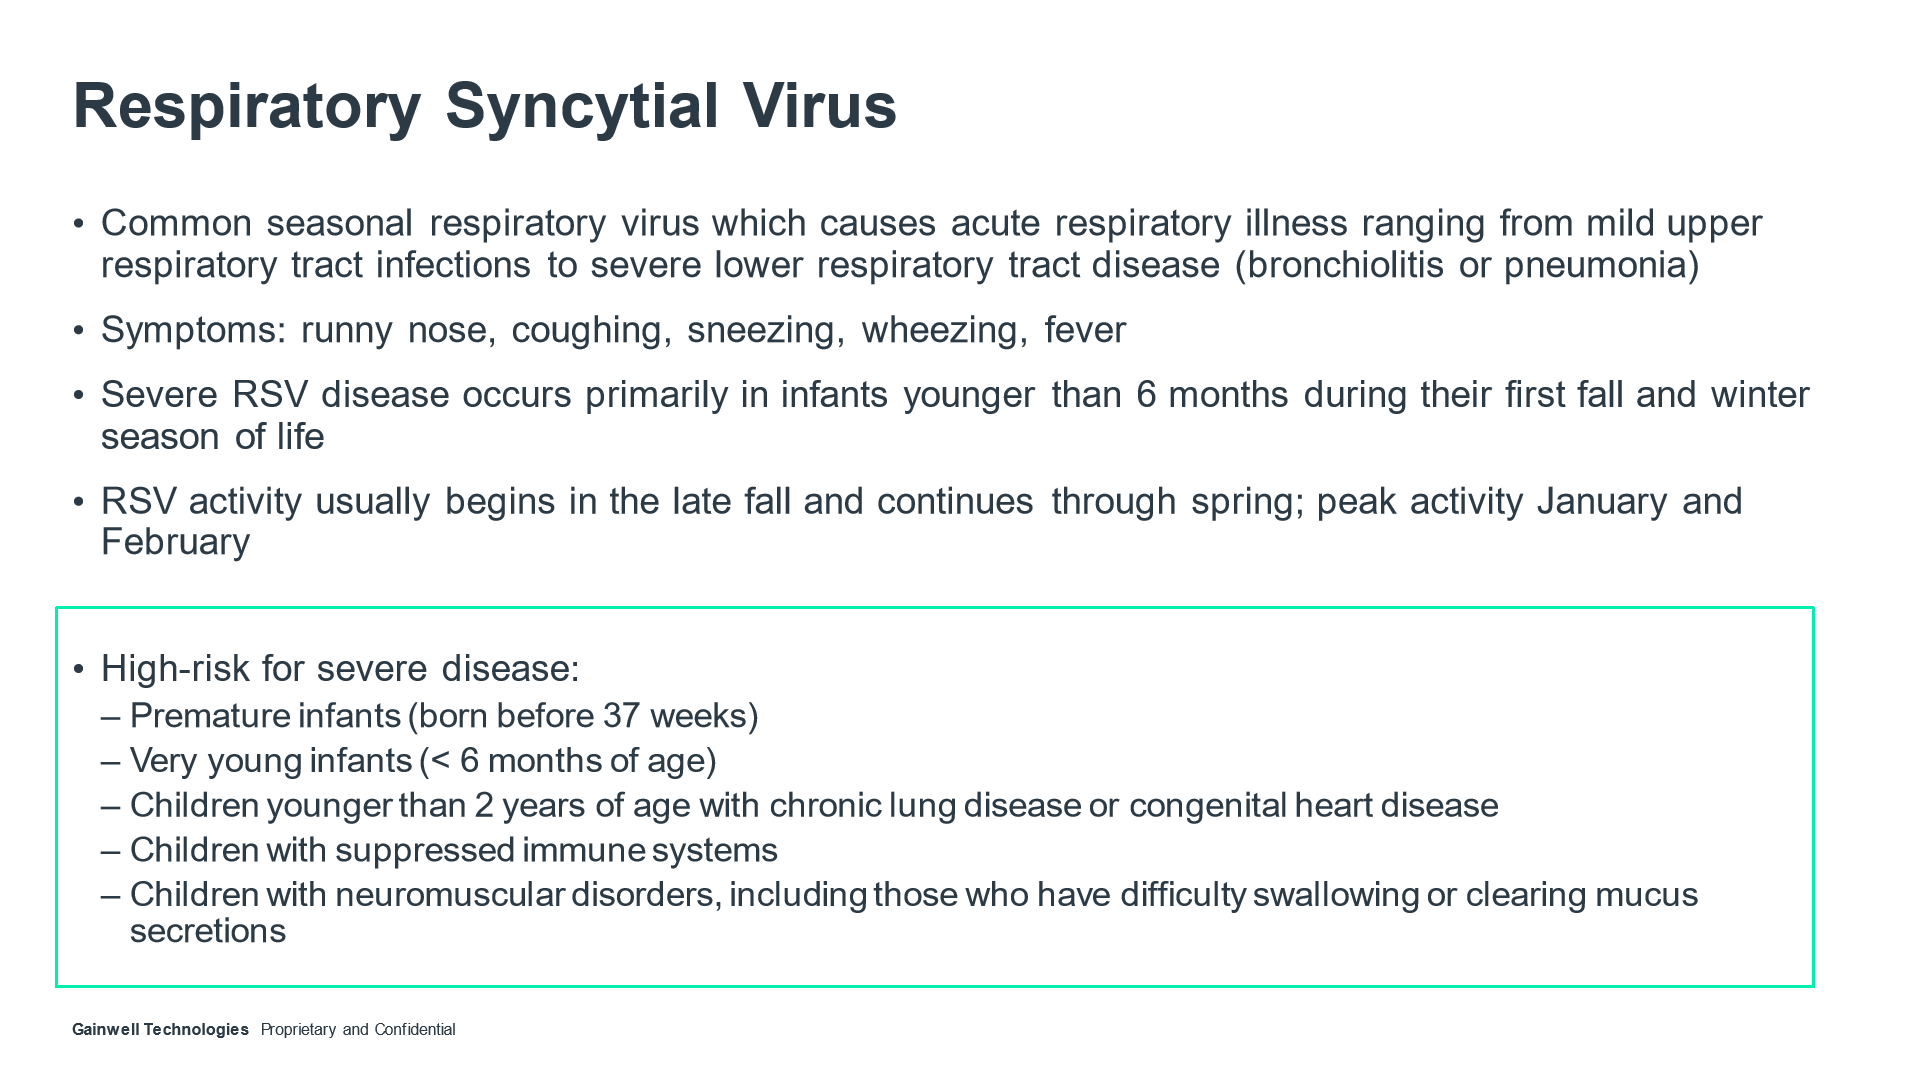 Respiratory Syncytial Virus
• Common seasonal respiratory virus which causes acute respiratory illness ranging from mild upper
respiratory tract infections to severe lower respiratory tract disease (bronchiolitis or pneumonia)
• Symptoms: runny nose, coughing, sneezing, wheezing, fever
• Severe RSV disease occurs primarily in infants younger than 6 months during their first fall and winter
season of life
• RSV activity usually begins in the late fall and continues through spring; peak activity January and
February
• High-risk for severe disease:
– Premature infants (born before 37 weeks)
– Very young infants (< 6 months of age)
– Children younger than 2 years of age with chronic lung disease or congenital heart disease
– Children with suppressed immune systems
– Children with neuromuscular disorders, including those who have difficulty swallowing or clearing mucus
secretions
Gainwell Technologies Proprietary and Confidential